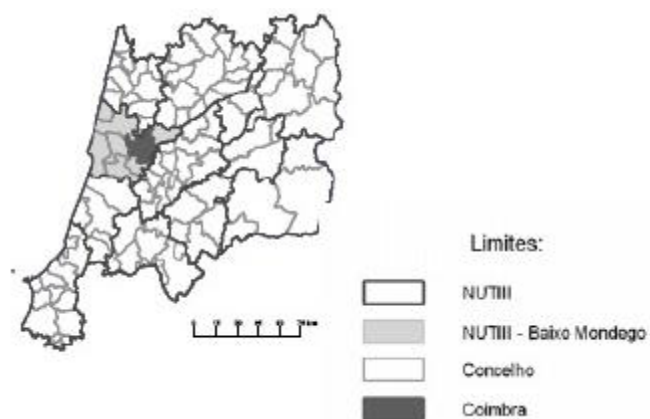 Limites:
NUTIII
NUTIII - Baixo Mondego
Concelho
Coimbra